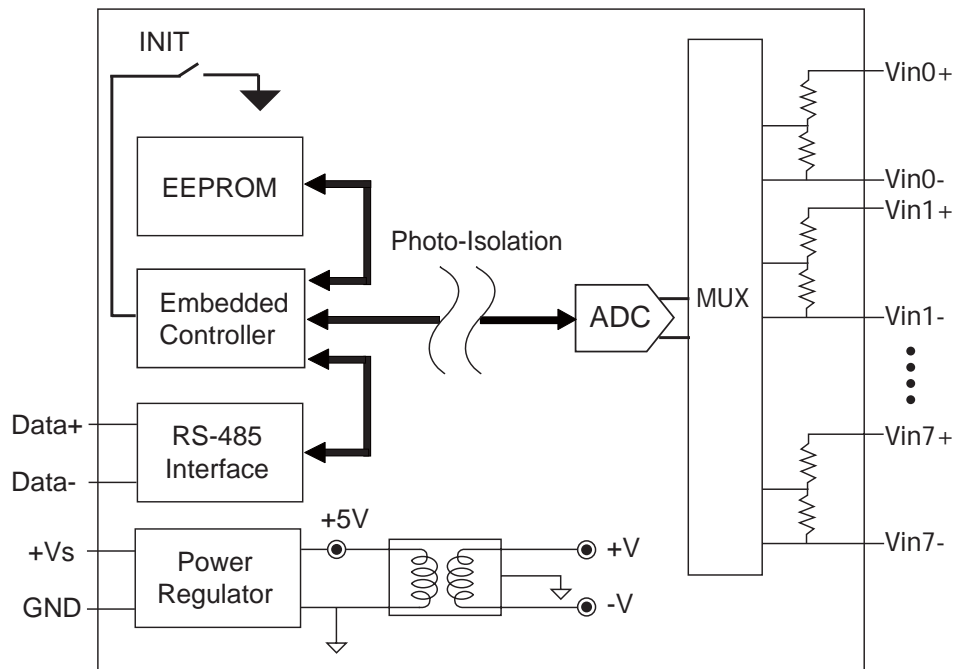 INIT
EEPROM
Photo-Isolation
Embedded
Controller
ADC
MUX
Vin0+
Vin0-
Vin1+
Vin1-
Vin7+
Vin7-
Data+
Data-
RS-485
Interface
+5V
+Vs
GND
Power
Regulator
+V
-V